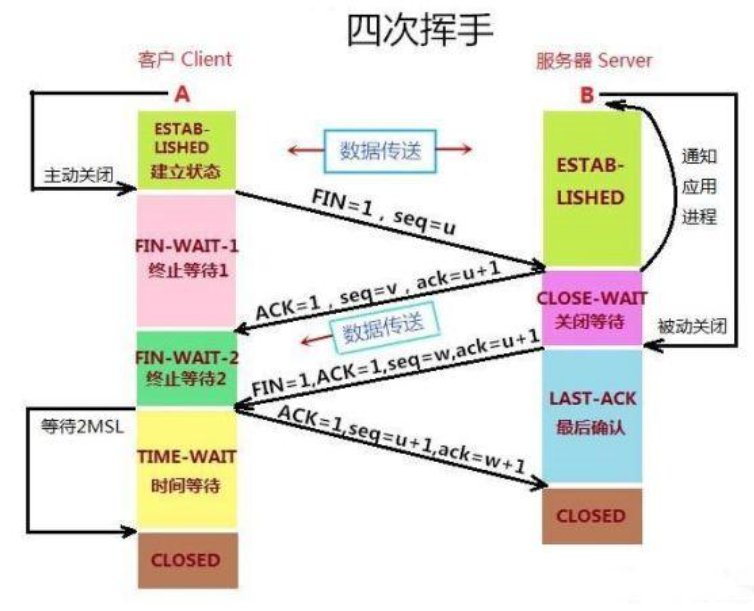 四次挥手
客户 Client
服务器 Server
A
B
ESTAB-
LISHED
建立状态
数据传送
ESTAB-
LISHED
通知
应用
进程
主动关闭
FIN=1，seq=u
FIN-WAIT-1
终止等待1
ACK=1，seq=v，ack=u+1
CLOSE-WAIT
关闭等待
数据传送
被动关闭
FIN-WAIT-2
终止等待2
FIN=1,ACK=1,seq=w,ack=u+1
LAST-ACK
最后确认
等待2MSL
ACK=1,seq=u+1,ack=w+1
TIME-WAIT
时间等待
CLOSED
CLOSED